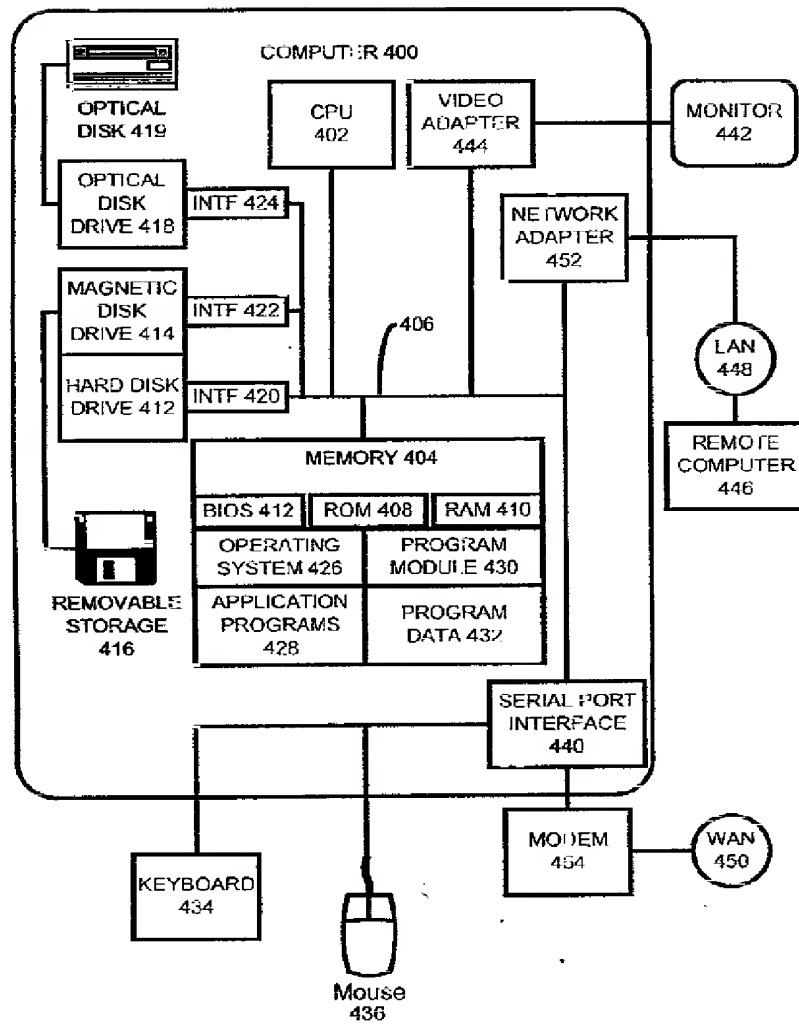 COMPUTER 400
OPTICAL
DISK 419
CPU
402
VIDEO
ADAPTER
444
MONITOR
442
OPTICAL
DISK
DRIVE 418
INTF 424
NETWORK
ADAPTER
452
MAGNETIC
DISK
DRIVE 414
INTF 422
406
LAN
448
HARD DISK
DRIVE 412
INTF 420
REMOTE
COMPUTER
446
MEMORY 404
BIOS 412
ROM 408
RAM 410
OPERATING
SYSTEM 426
PROGRAM
MODULE 430
REMOVABLE
STORAGE
416
APPLICATION
PROGRAMS
428
PROGRAM
DATA 432
SERIAL PORT
INTERFACE
440
KEYBOARD
434
MODEM
454
WAN
450
Mouse
436